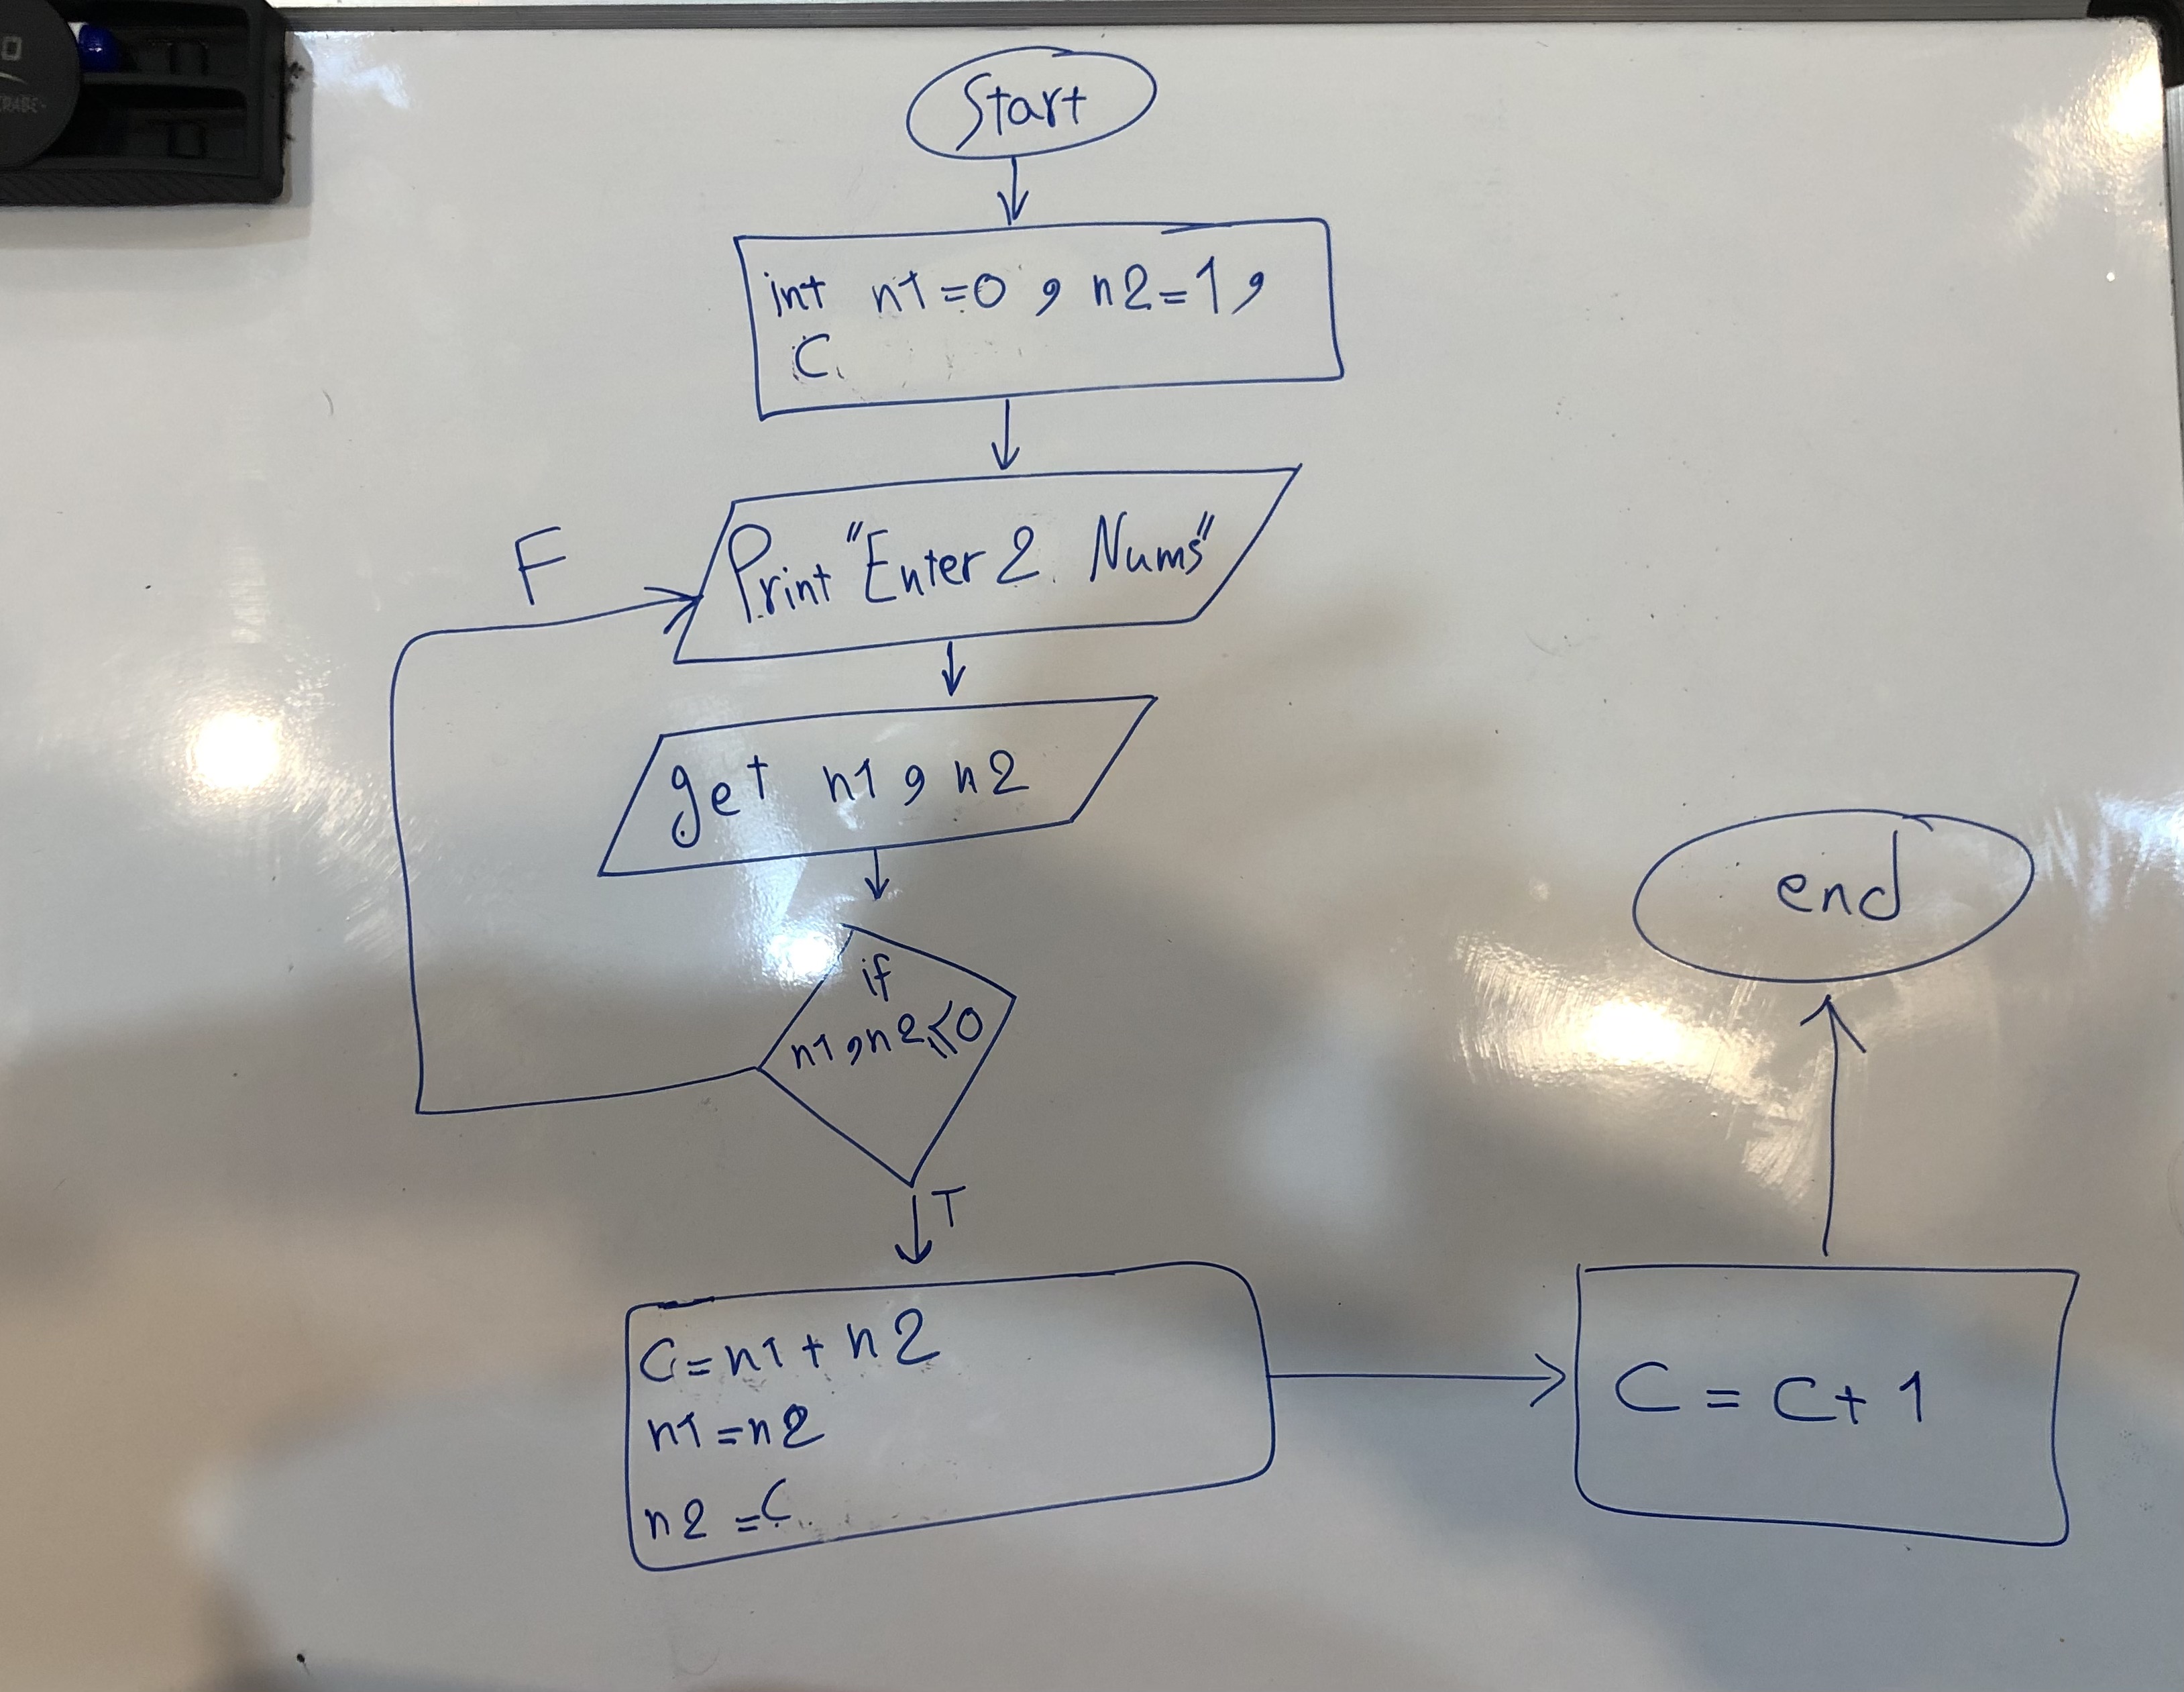 Start
int n1=0, n2=1,
C
F
Print "Enter 2 Nums"
get n1, n2
if
n1,n2≤0
T
C=n1+n2
n1=n2
n2=C
C=C+1
end